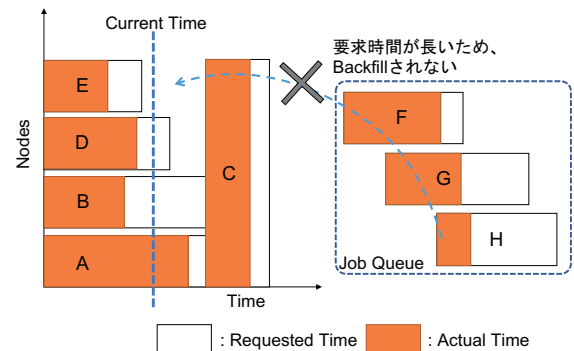 Current Time
要求時間が長いため、
Backfillされない
E
D
B
A
C
F
G
H
Nodes
Time
Job Queue
: Requested Time
: Actual Time